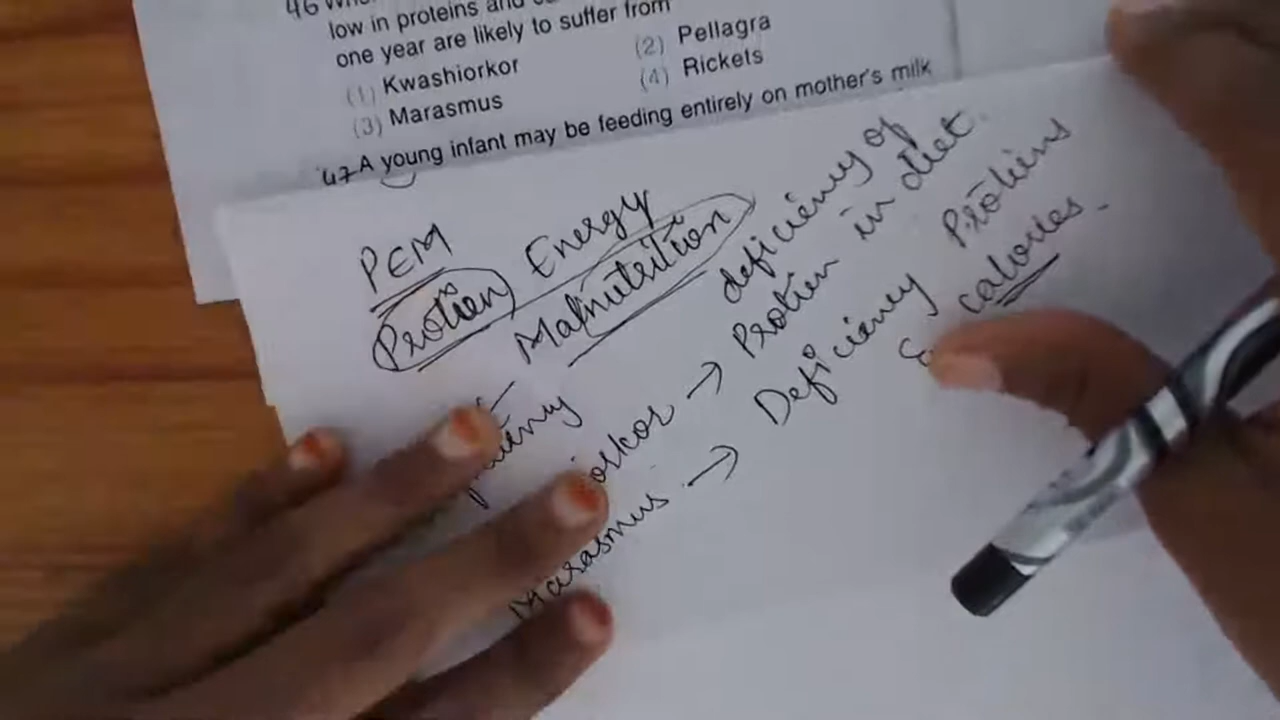 46
low in proteins and
one year are likely to suffer from
(1) Kwashiorkor
(2) Pellagra
(3) Marasmus
(4) Rickets
47 A young infant may be feeding entirely on mother's milk
PEM
Protien Energy
Malnutrition
deficiency of
Protien in diet
orkor →
Marasmus → Deficiency Protiens
& calories